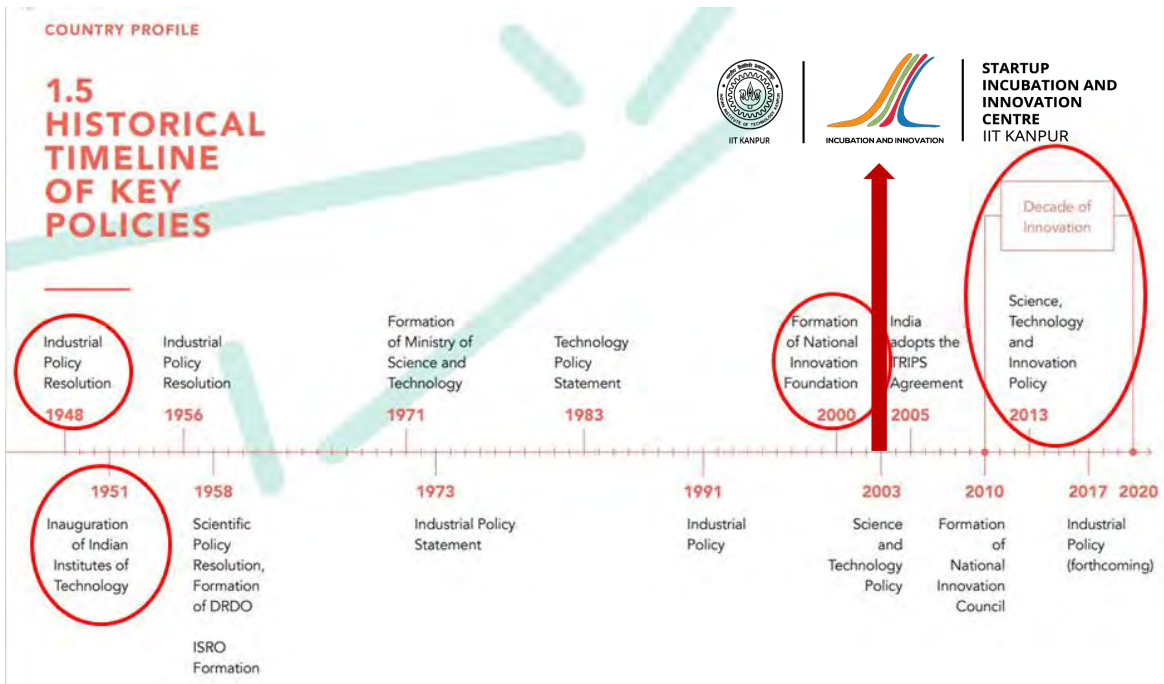 COUNTRY PROFILE
1.5
HISTORICAL
TIMELINE
OF KEY
POLICIES
INDIAN INSTITUTE OF TECHNOLOGY KANPUR
IIT KANPUR
INCUBATION AND INNOVATION
STARTUP
INCUBATION AND
INNOVATION
CENTRE
IIT KANPUR
Decade of
Innovation
Industrial
Policy
Resolution
1948
Industrial
Policy
Resolution
1956
Formation
of Ministry of
Science and
Technology
1971
Technology
Policy
Statement
1983
Formation
of National
Innovation
Foundation
2000
India
adopts the
TRIPS
Agreement
2005
Science,
Technology
and
Innovation
Policy
2013
1951
Inauguration
of Indian
Institutes of
Technology
1958
Scientific
Policy
Resolution,
Formation
of DRDO
ISRO
Formation
1973
Industrial Policy
Statement
1991
Industrial
Policy
2003
Science
and
Technology
Policy
2010
Formation
of
National
Innovation
Council
2017
Industrial
Policy
(forthcoming)
2020